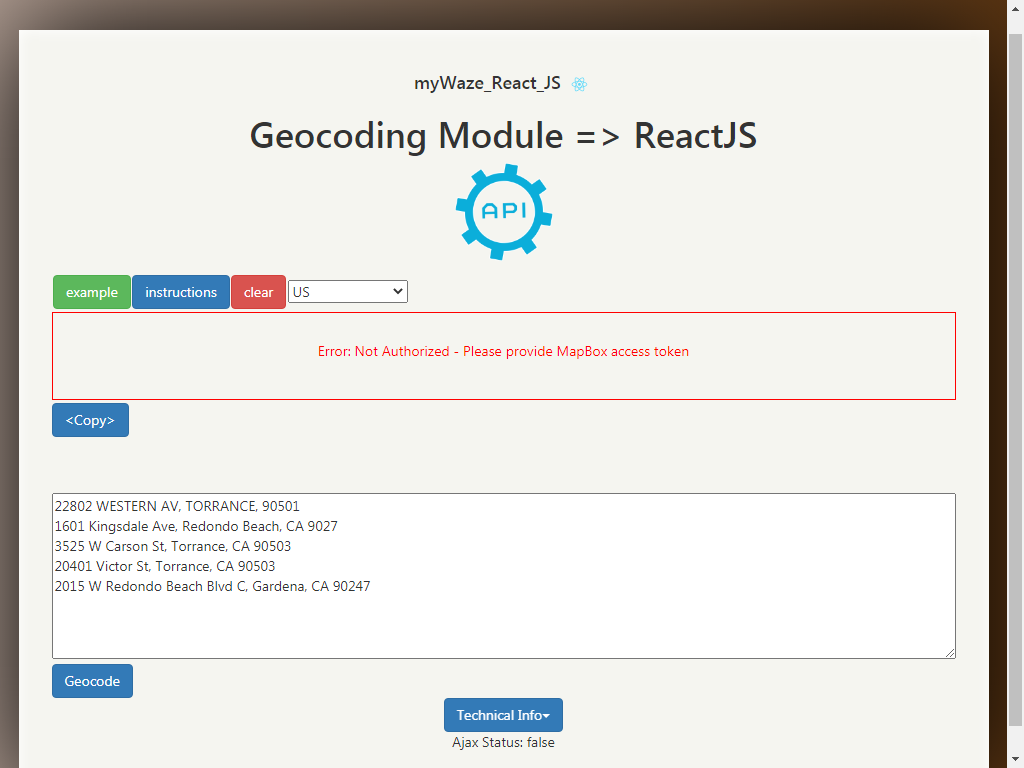 myWaze_React_JS
Geocoding Module => ReactJS
API
example instructions clear US
Error: Not Authorized - Please provide MapBox access token
<Copy>
22802 WESTERN AV, TORRANCE, 90501
1601 Kingsdale Ave, Redondo Beach, CA 9027
3525 W Carson St, Torrance, CA 90503
20401 Victor St, Torrance, CA 90503
2015 W Redondo Beach Blvd C, Gardena, CA 90247
Geocode
Technical Info
Ajax Status: false